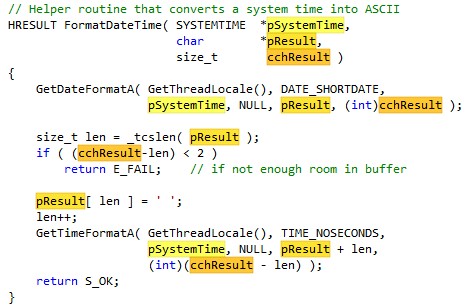 // Helper routine that converts a system time into ASCII
HRESULT FormatDateTime( SYSTEMTIME *pSystemTime,
char *pResult,
size_t cchResult )
{
GetDateFormatA( GetThreadLocale(), DATE_SHORTDATE,
pSystemTime, NULL, pResult, (int)cchResult );
size_t len = _tcslen( pResult );
if ( (cchResult-len) < 2 )
return E_FAIL; // if not enough room in buffer
pResult[ len ] = ' ';
len++;
GetTimeFormatA( GetThreadLocale(), TIME_NOSECONDS,
pSystemTime, NULL, pResult + len,
(int)(cchResult - len) );
return S_OK;
}